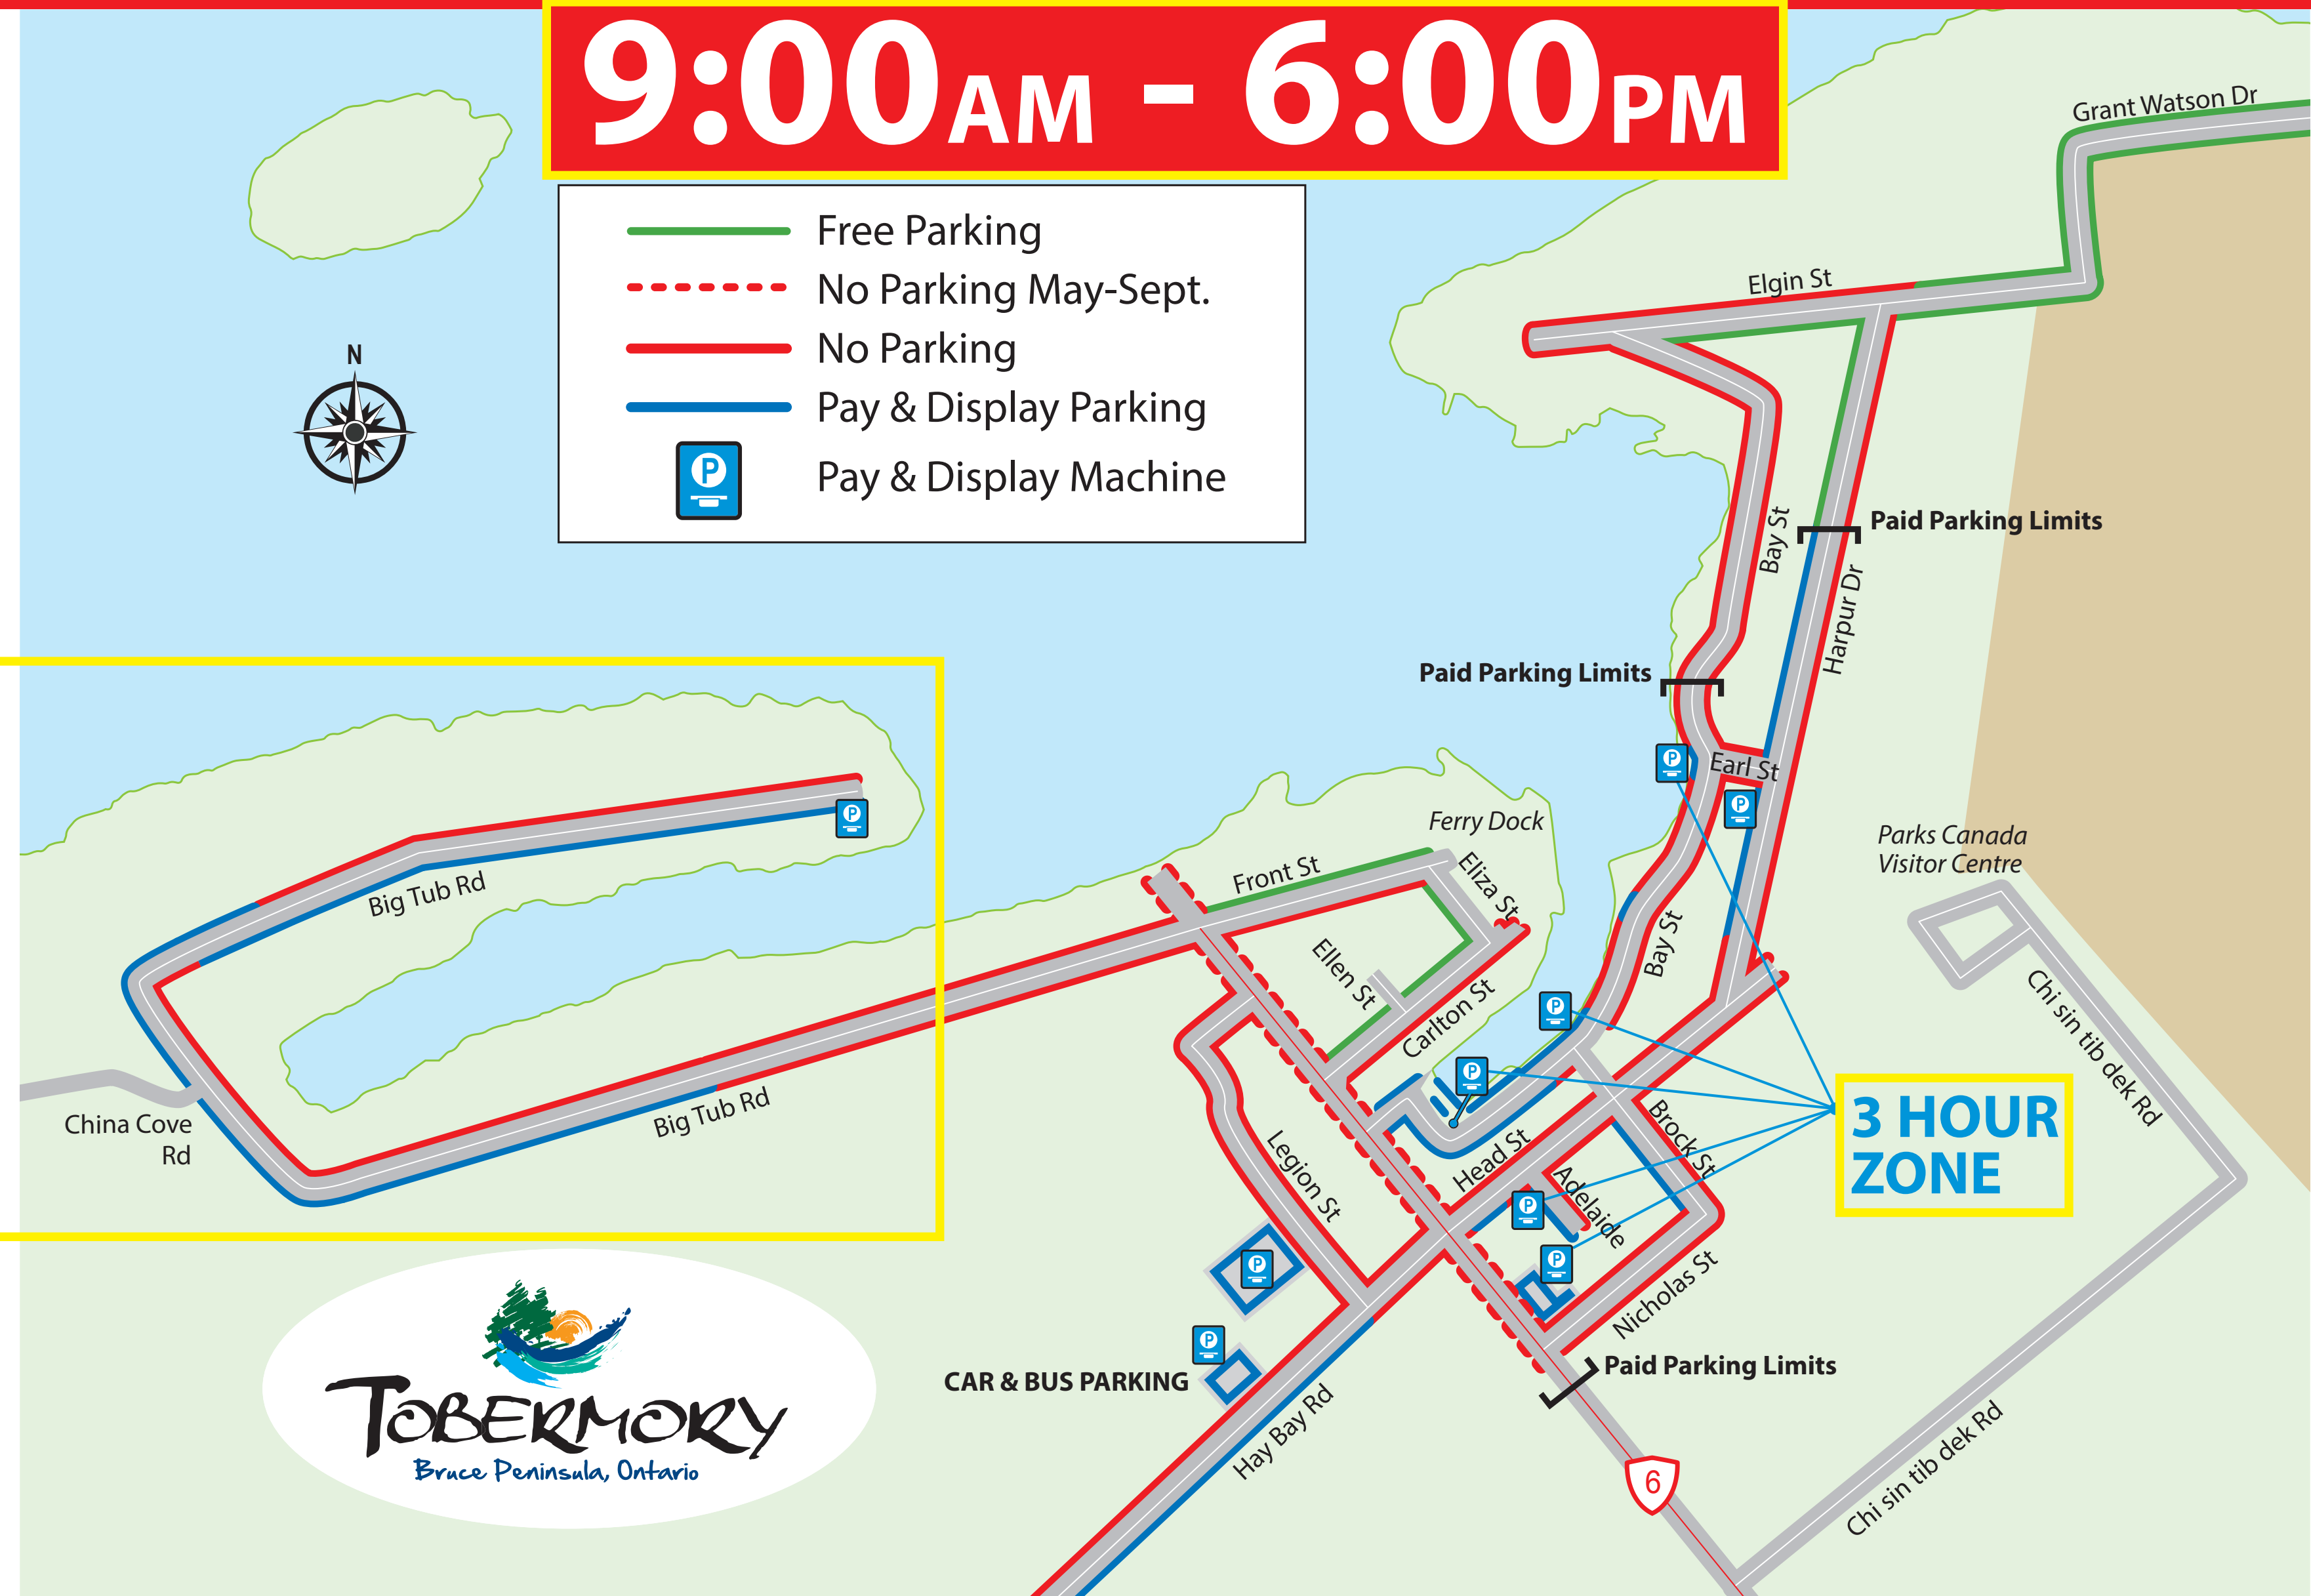 9:00AM - 6:00PM
Free Parking
No Parking May-Sept.
No Parking
Pay & Display Parking
P
Pay & Display Machine
N
Grant Watson Dr
Elgin St
Bay St
Paid Parking Limits
Harpur Dr
Paid Parking Limits
P
Earl St
P
P
Big Tub Rd
Ferry Dock
Parks Canada
Visitor Centre
Front St
Eliza St
Ellen St
Carlton St
Bay St
P
P
Chi sin tib dek Rd
China Cove
Rd
Big Tub Rd
3 HOUR
ZONE
Head St
Brock St
Legion St
Adelaide
P
P
P
Nicholas St
P
CAR & BUS PARKING
Paid Parking Limits
Hay Bay Rd
6
Chi sin tib dek Rd
TOBERMORY
Bruce Peninsula, Ontario